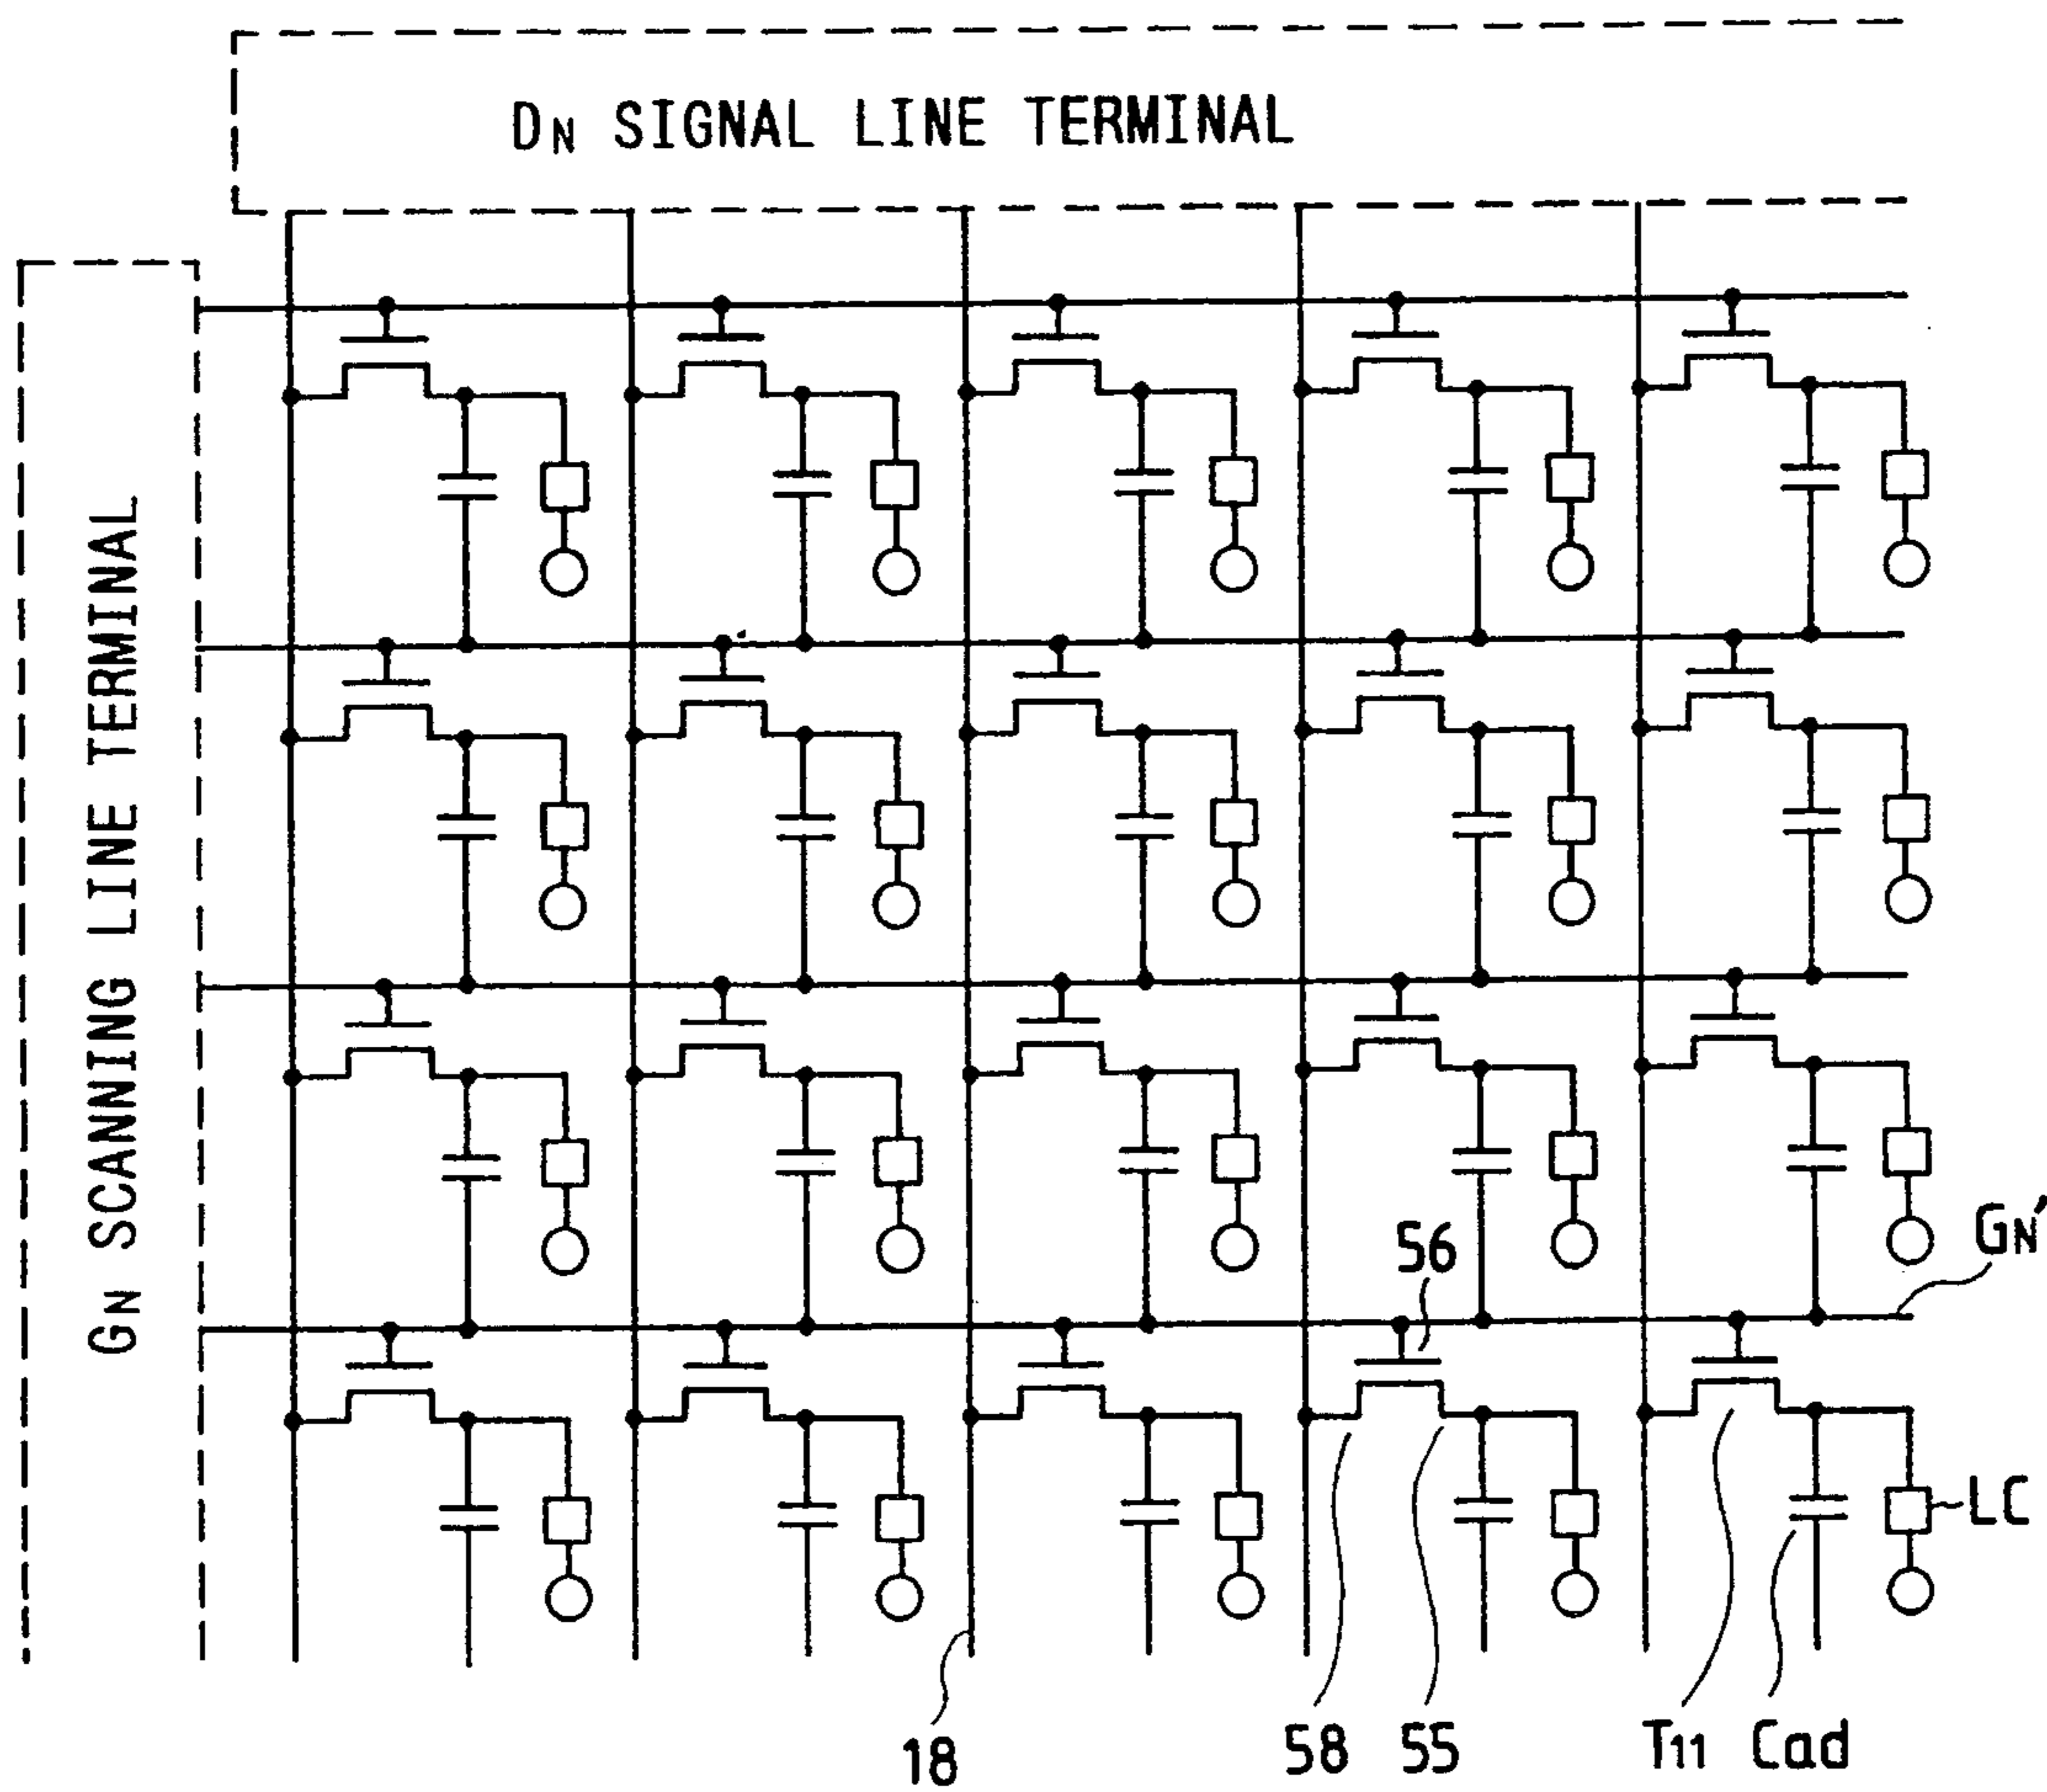 DN SIGNAL LINE TERMINAL
GN SCANNING LINE TERMINAL
GN'
56
LC
18
58
55
T11
Cad